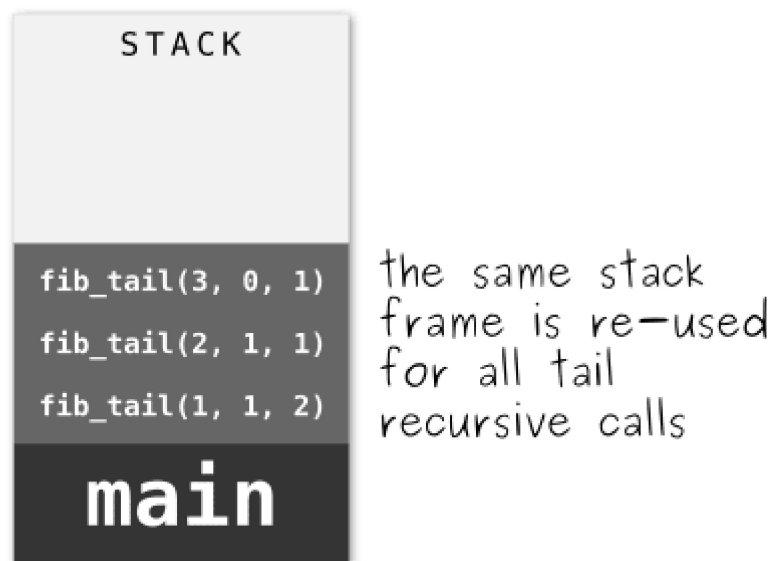 STACK
fib_tail(3, 0, 1)
fib_tail(2, 1, 1)
fib_tail(1, 1, 2)
main
the same stack
frame is re-used
for all tail
recursive calls